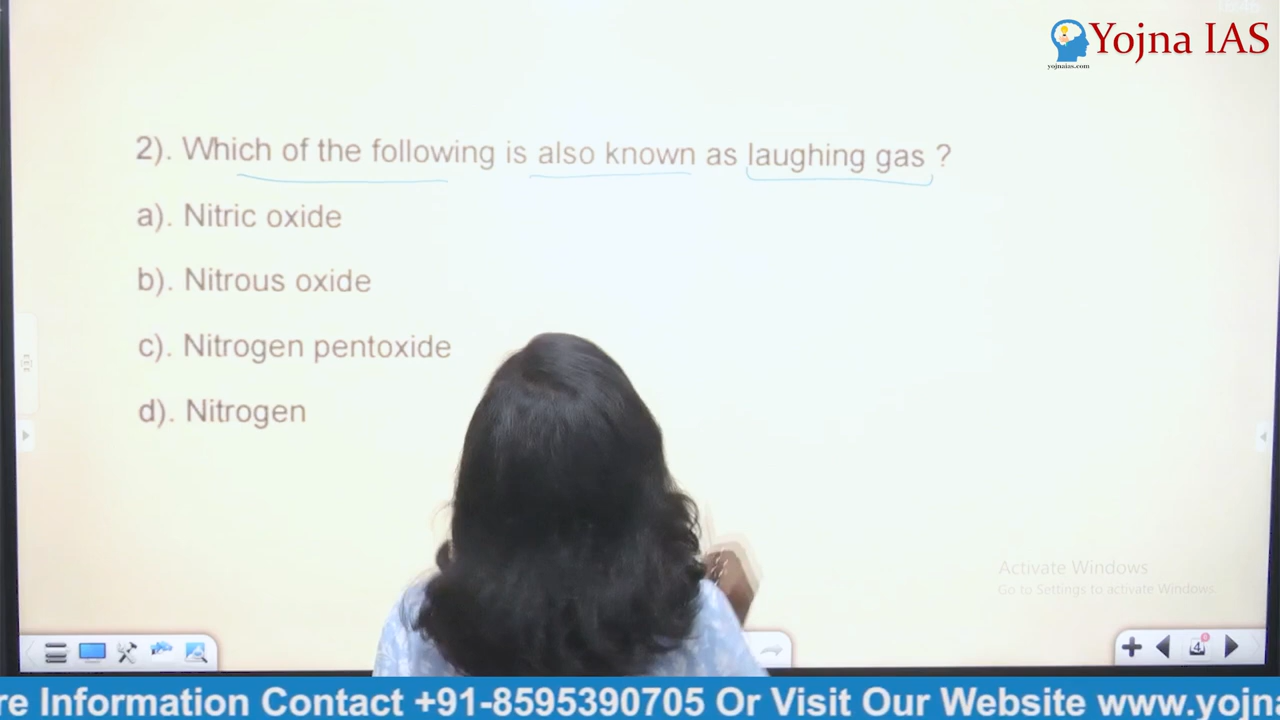 Yojna IAS
yojnaias.com
2). Which of the following is also known as laughing gas ?
a). Nitric oxide
b). Nitrous oxide
c). Nitrogen pentoxide
d). Nitrogen
Activate Windows
Go to Settings to activate Windows.
4
re Information Contact +91-8595390705 Or Visit Our Website www.yojna